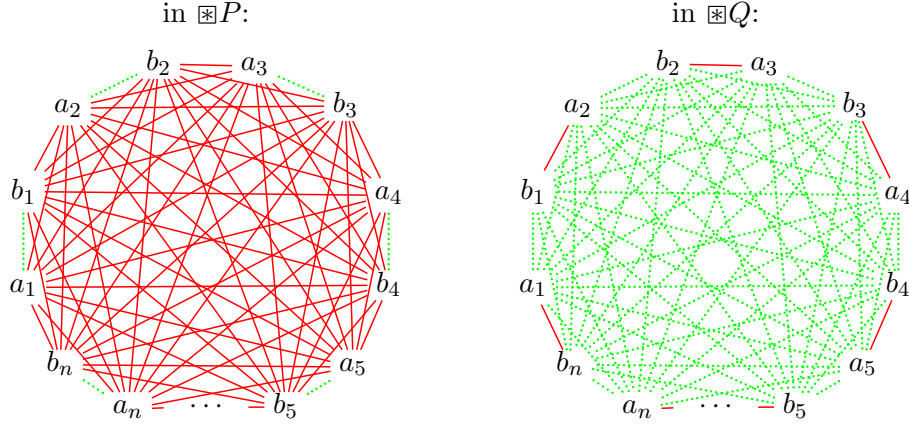 in ⊞P:
b₂ a₃
a₂ b₃
b₁ a₄
a₁ b₄
bₙ a₅
aₙ ⋯ b₅
in ⊛Q:
b₂ a₃
a₂ b₃
b₁ a₄
a₁ b₄
bₙ a₅
aₙ ⋯ b₅